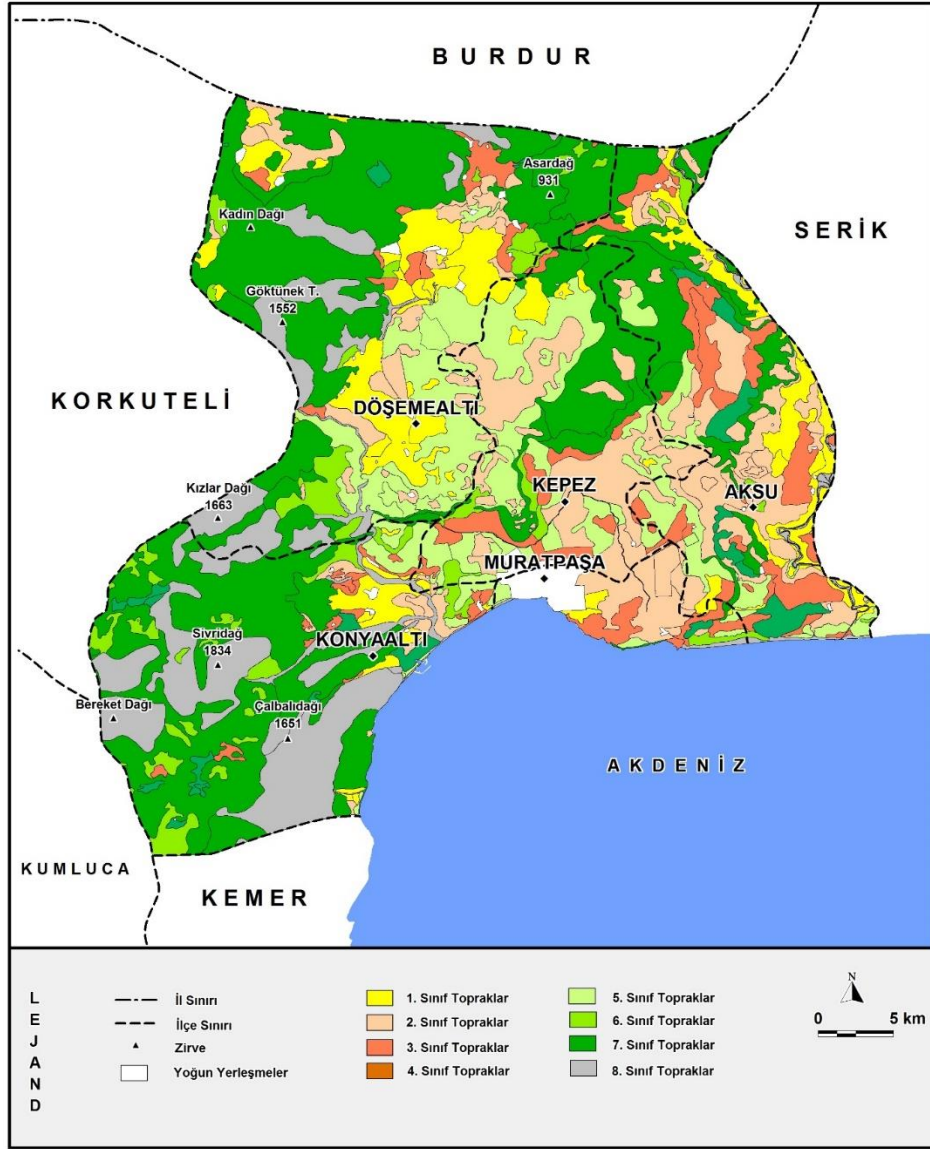 BURDUR
Asardağ
931
SERİK
Kadın Dağı
Göktünek T.
1552
KORKUTELİ
DÖŞEMEALTI
Kızlar Dağı
1663
KEPEZ
AKSU
MURATPAŞA
Sivridağ
1834
KONYAALTI
Bereket Dağı
Çalbalıdağı
1651
AKDENİZ
KUMLUCA
KEMER
LEJAND
İl Sınırı
İlçe Sınırı
Zirve
Yoğun Yerleşmeler
1. Sınıf Topraklar
2. Sınıf Topraklar
3. Sınıf Topraklar
4. Sınıf Topraklar
5. Sınıf Topraklar
6. Sınıf Topraklar
7. Sınıf Topraklar
8. Sınıf Topraklar
N
0 5 km